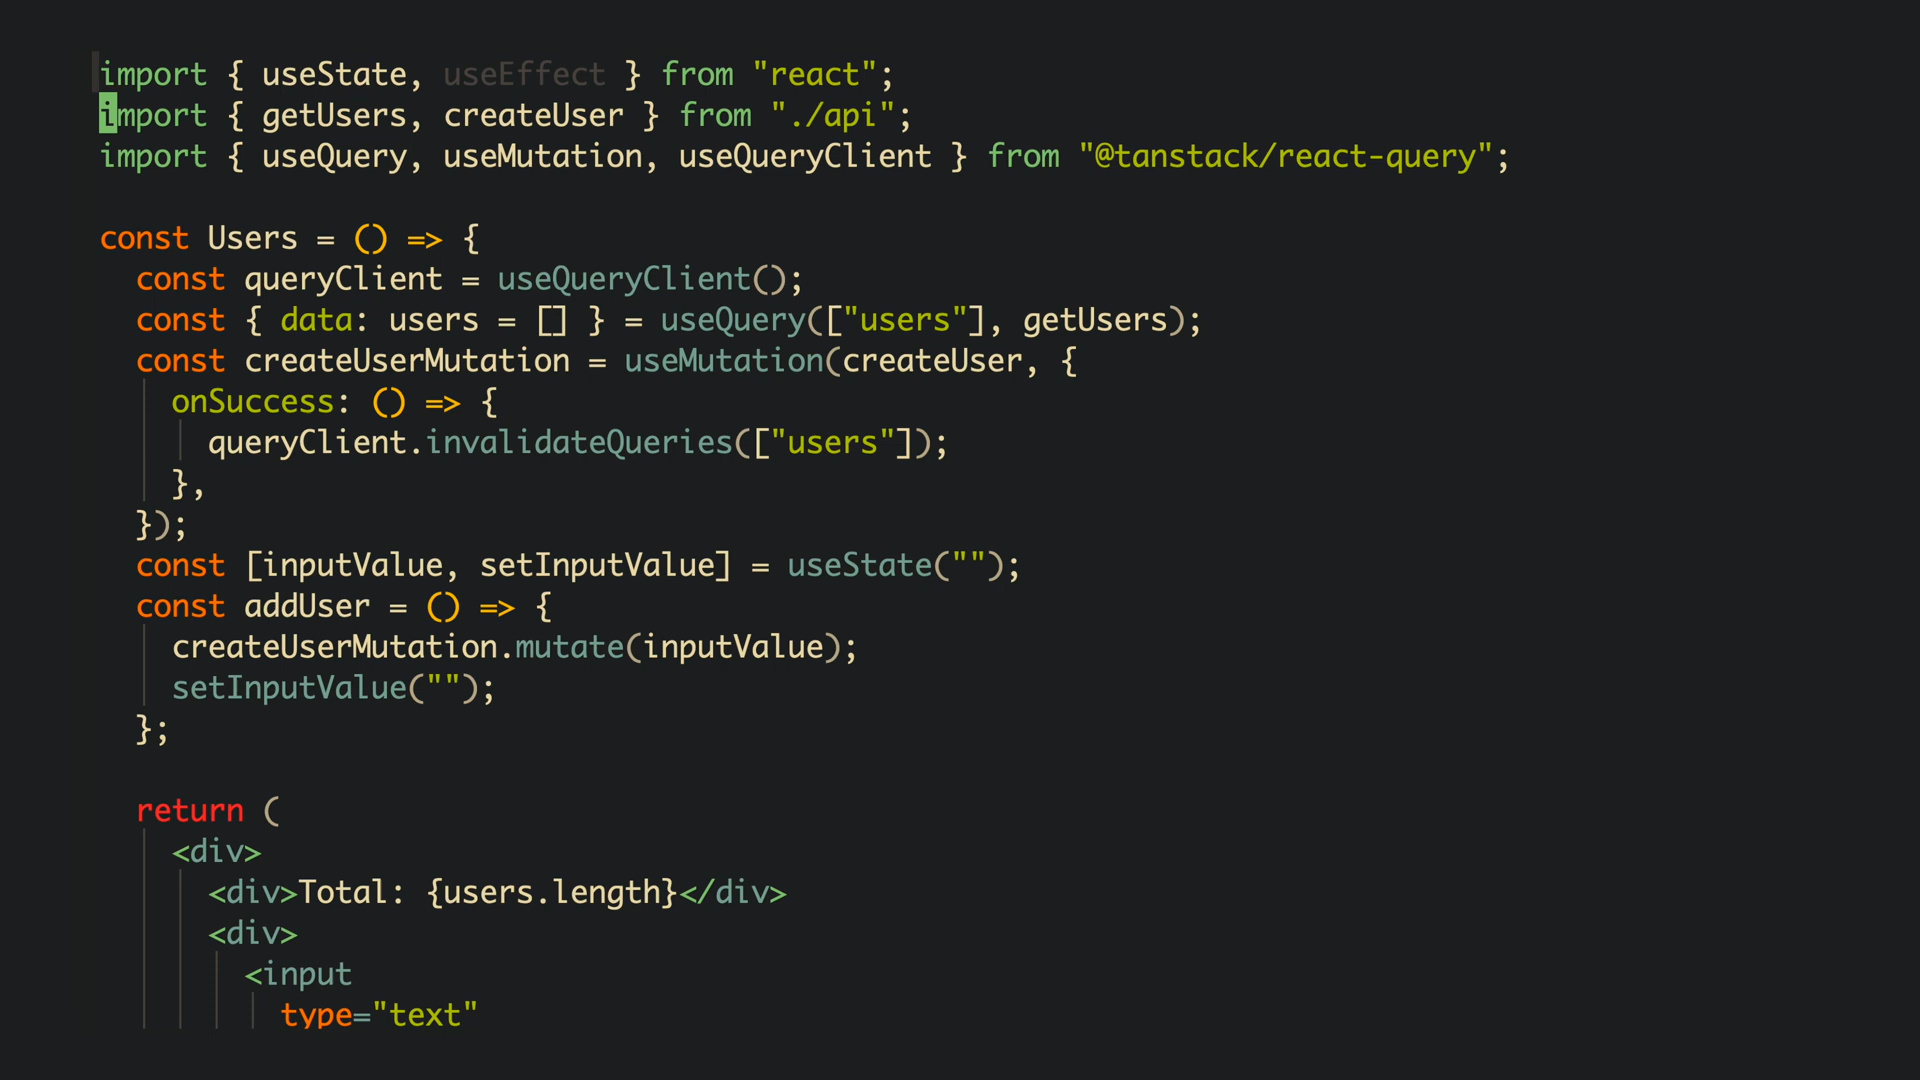 import { useState, useEffect } from "react";
import { getUsers, createUser } from "./api";
import { useQuery, useMutation, useQueryClient } from "@tanstack/react-query";

const Users = () => {
  const queryClient = useQueryClient();
  const { data: users = [] } = useQuery(["users"], getUsers);
  const createUserMutation = useMutation(createUser, {
    onSuccess: () => {
      queryClient.invalidateQueries(["users"]);
    },
  });
  const [inputValue, setInputValue] = useState("");
  const addUser = () => {
    createUserMutation.mutate(inputValue);
    setInputValue("");
  };

  return (
    <div>
      <div>Total: {users.length}</div>
      <div>
        <input
          type="text"